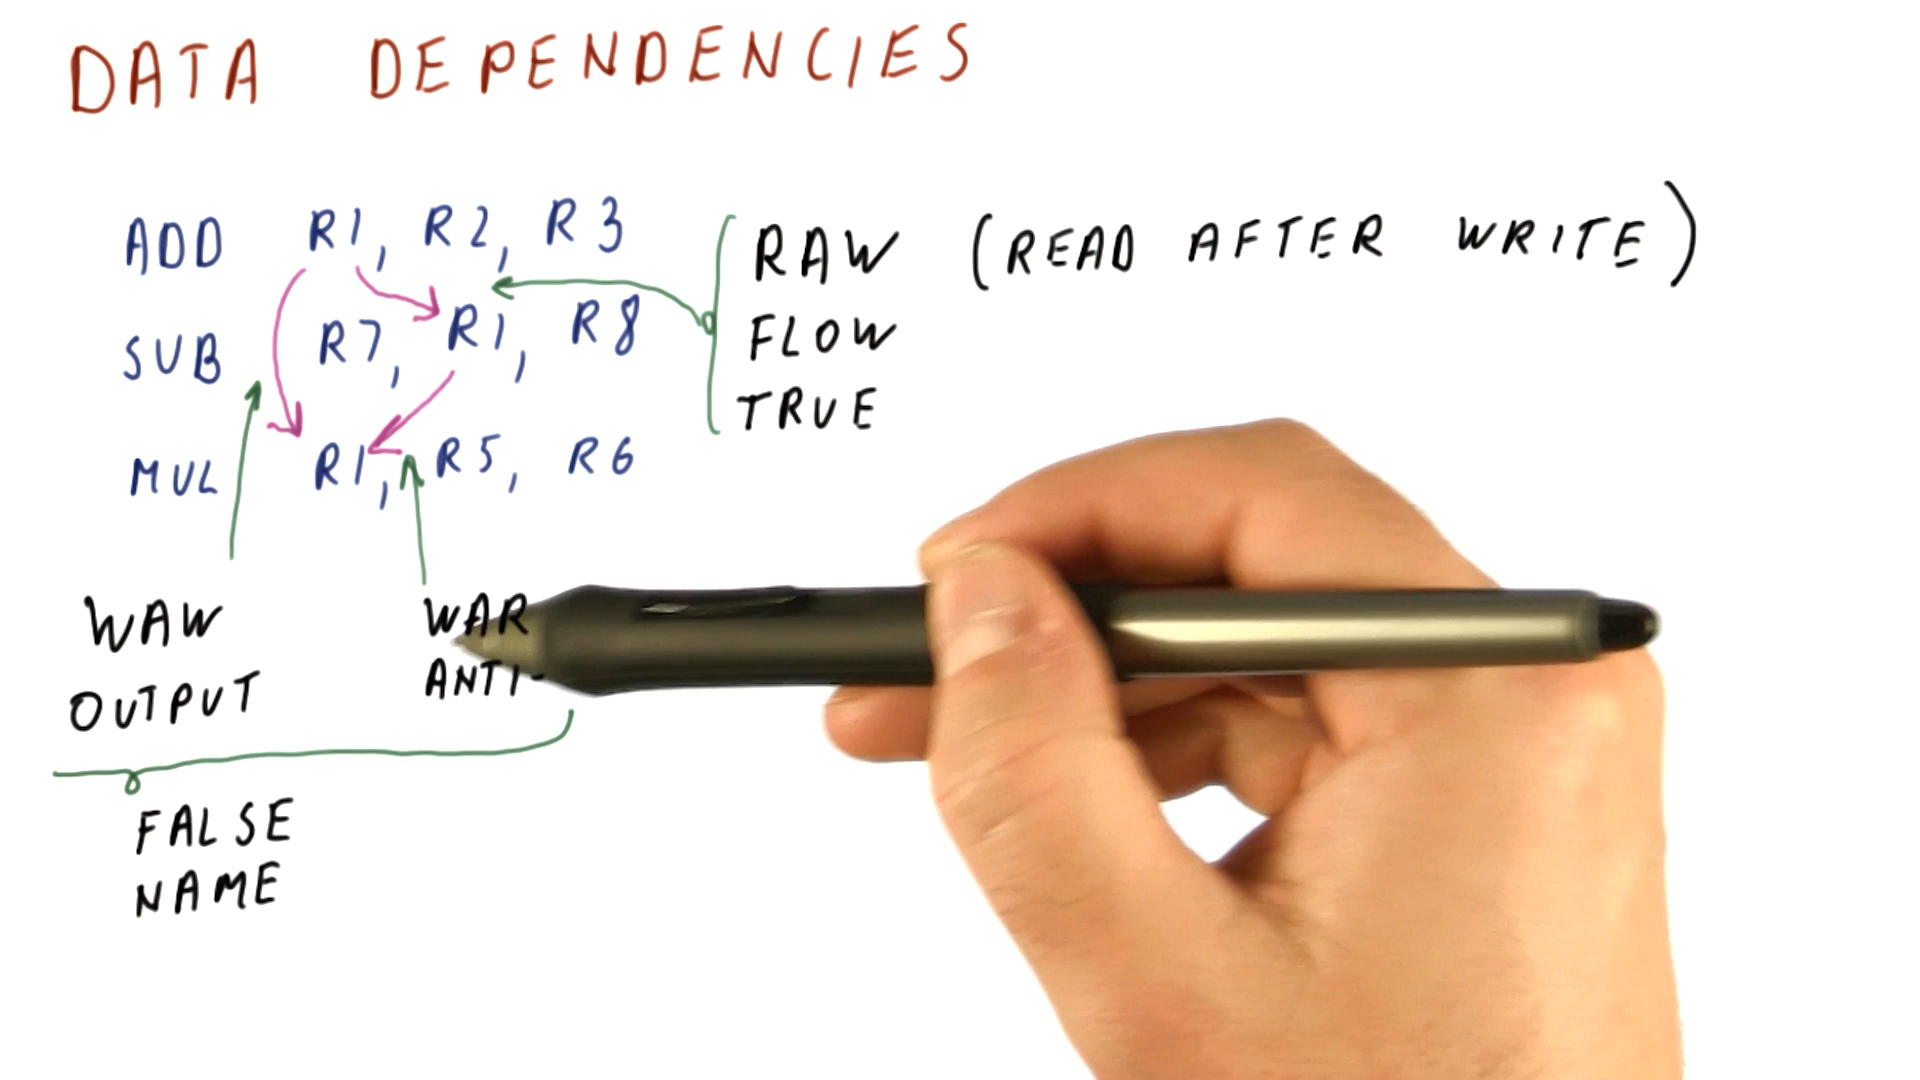 DATA DEPENDENCIES
ADD R1, R2, R3
SUB R7, R1, R8
MUL R1, R5, R6
RAW (READ AFTER WRITE)
FLOW
TRUE
WAW
OUTPUT
WAR
ANTI-
FALSE
NAME